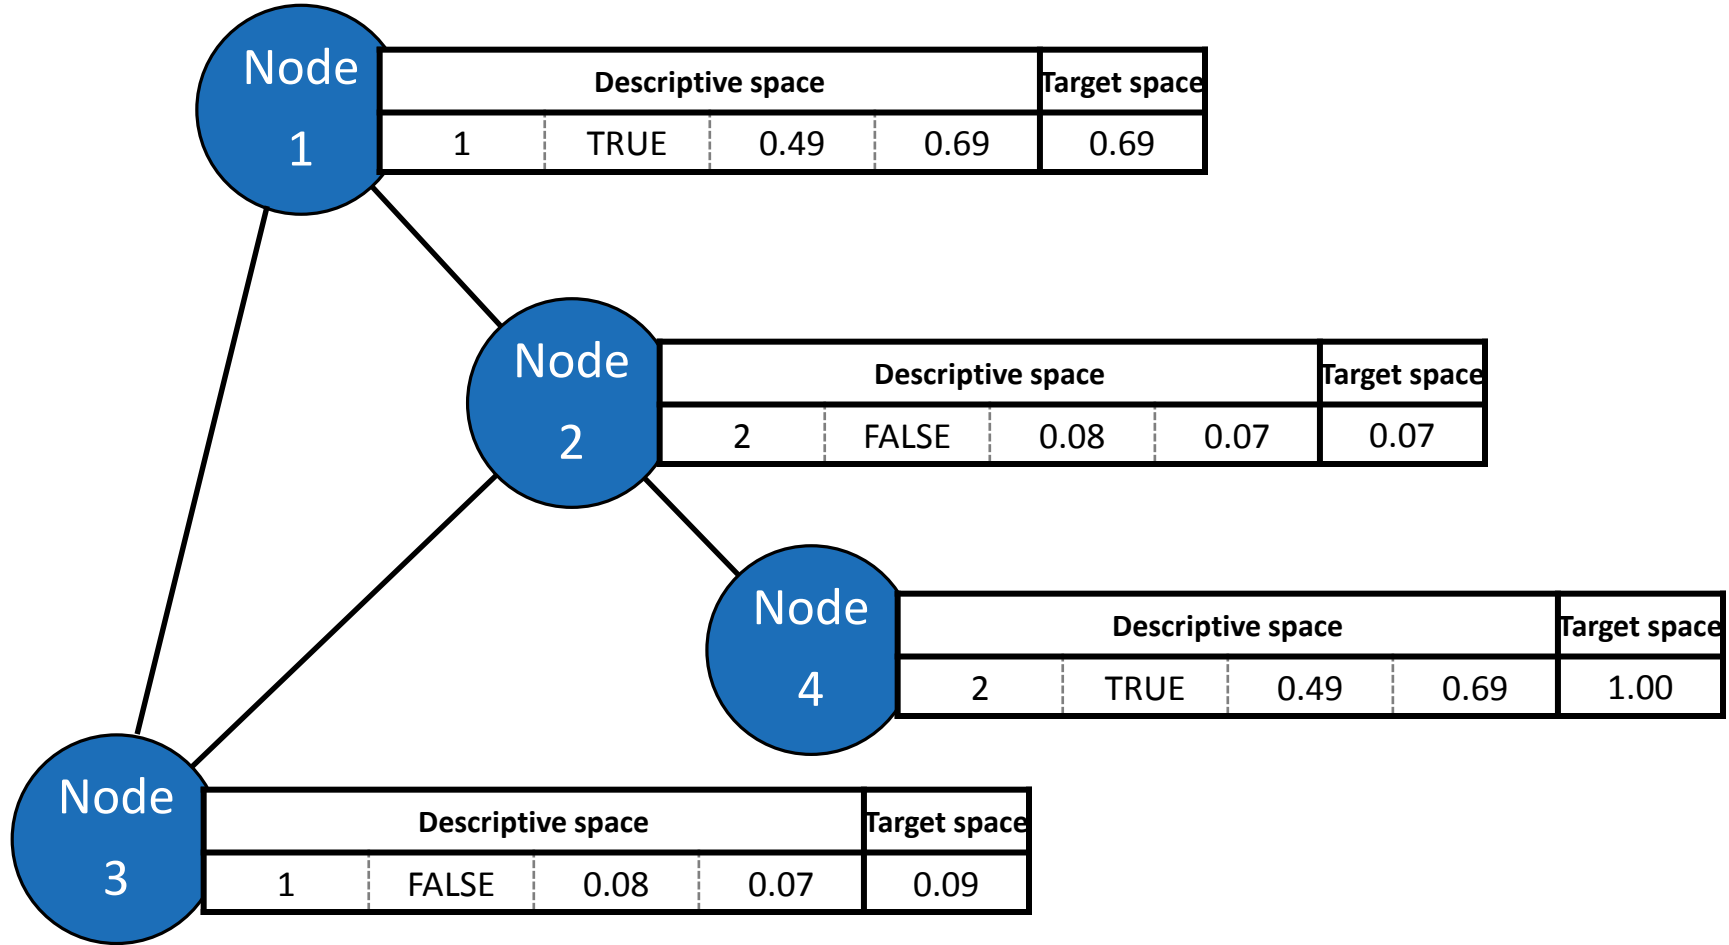 Node
1
Descriptive space Target space
1 TRUE 0.49 0.69 0.69
Node
2
Descriptive space Target space
2 FALSE 0.08 0.07 0.07
Node
4
Descriptive space Target space
2 TRUE 0.49 0.69 1.00
Node
3
Descriptive space Target space
1 FALSE 0.08 0.07 0.09